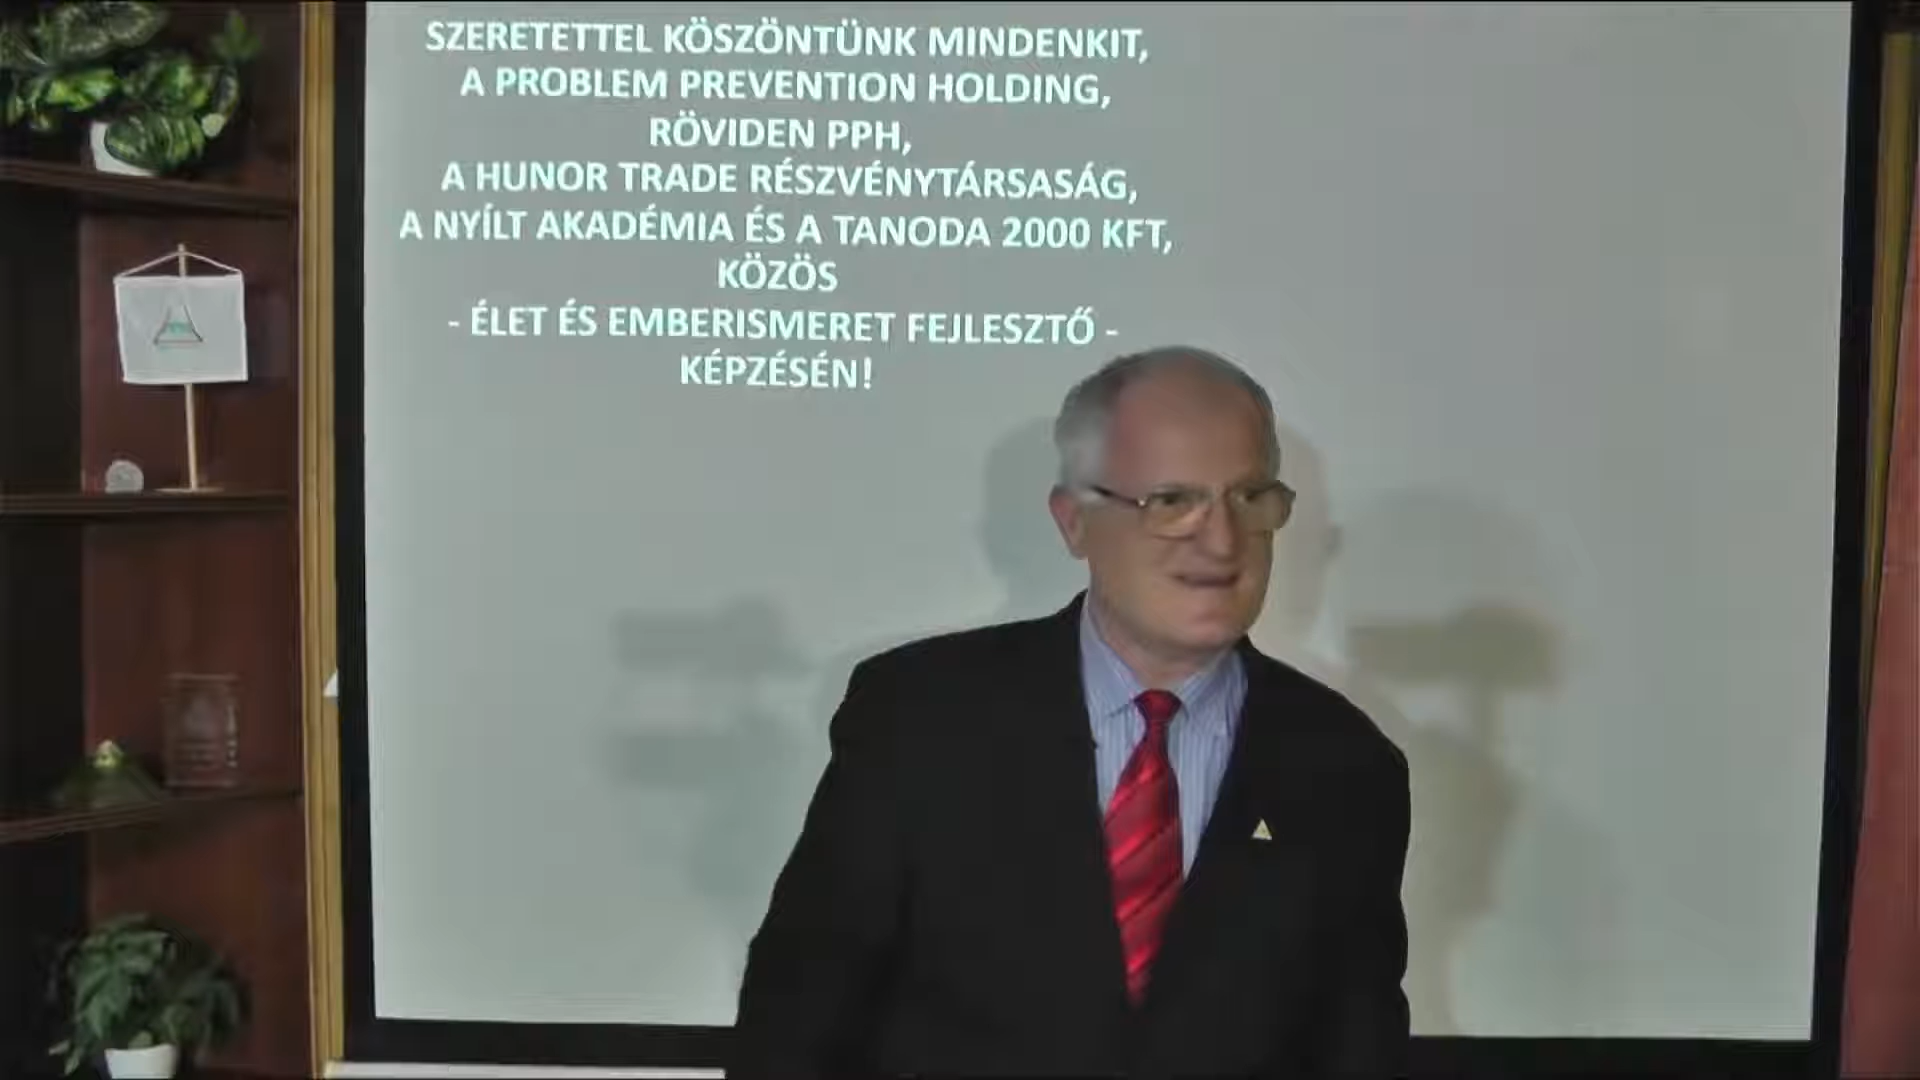 SZERETETTEL KÖSZÖNTÜNK MINDENKIT,
A PROBLEM PREVENTION HOLDING,
RÖVIDEN PPH,
A HUNOR TRADE RÉSZVÉNYTÁRSASÁG,
A NYÍLT AKADÉMIA ÉS A TANODA 2000 KFT,
KÖZÖS
- ÉLET ÉS EMBERISMERET FEJLESZTŐ -
KÉPZÉSÉN!